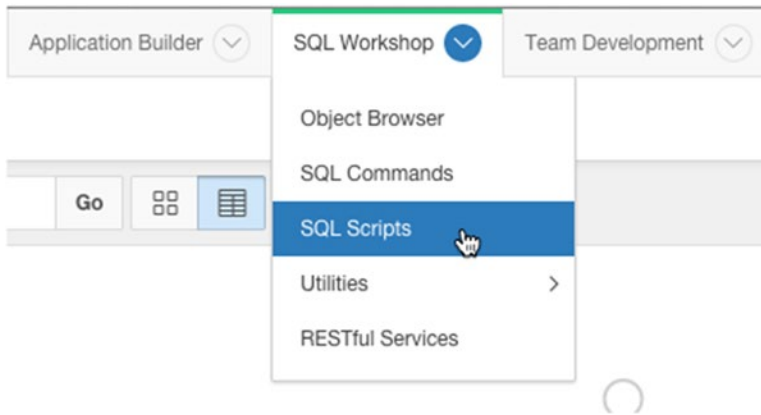 Application Builder SQL Workshop Team Development
Object Browser
SQL Commands
Go
SQL Scripts
Utilities
RESTful Services